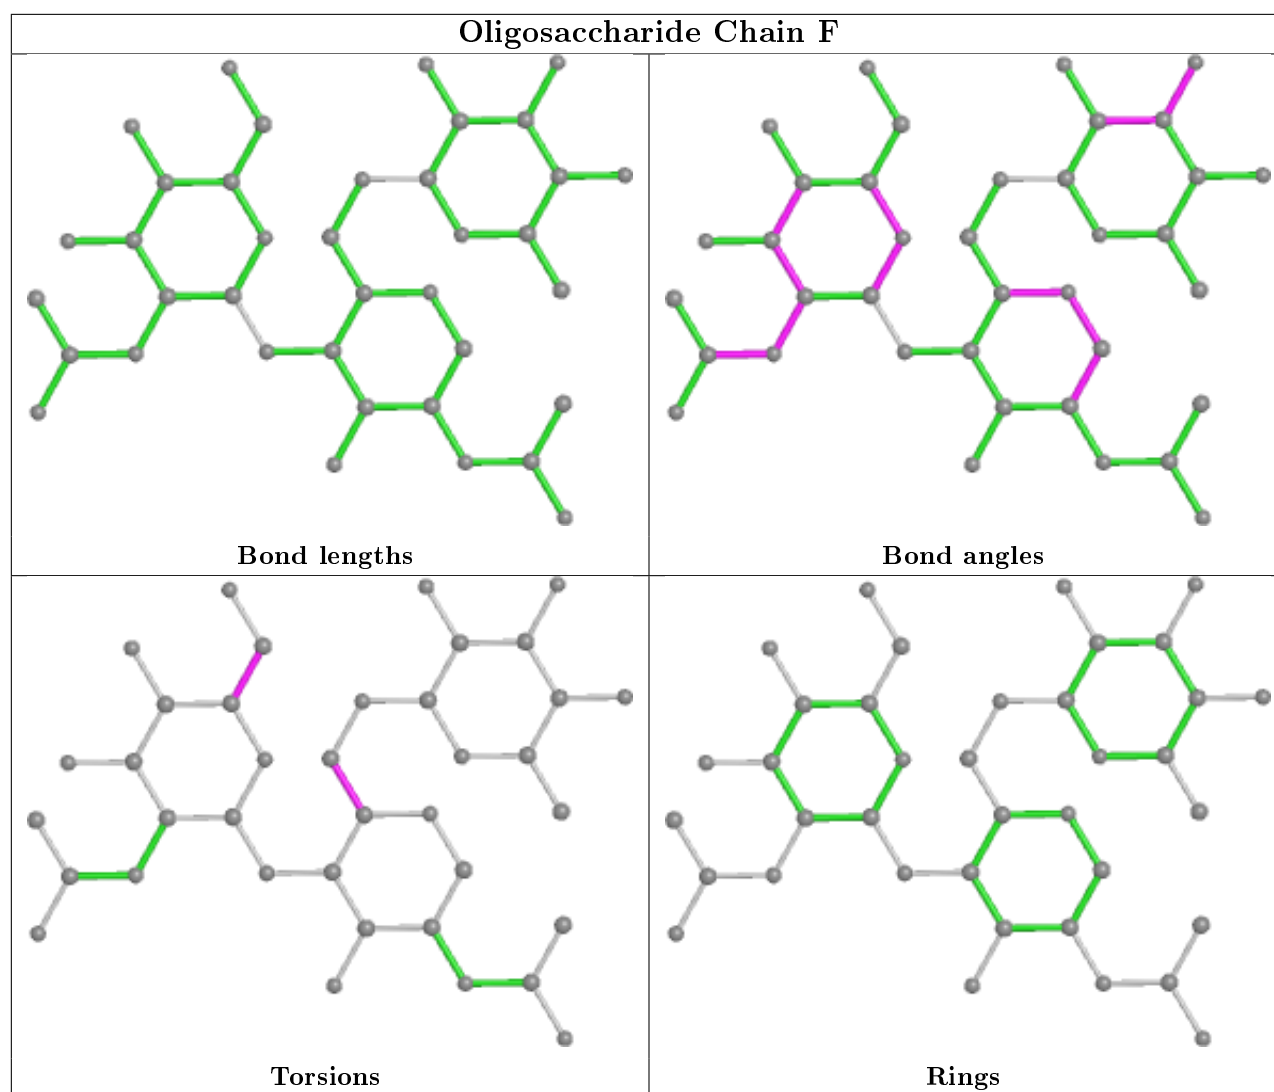 Oligosaccharide Chain F
Bond lengths
Bond angles
Torsions
Rings